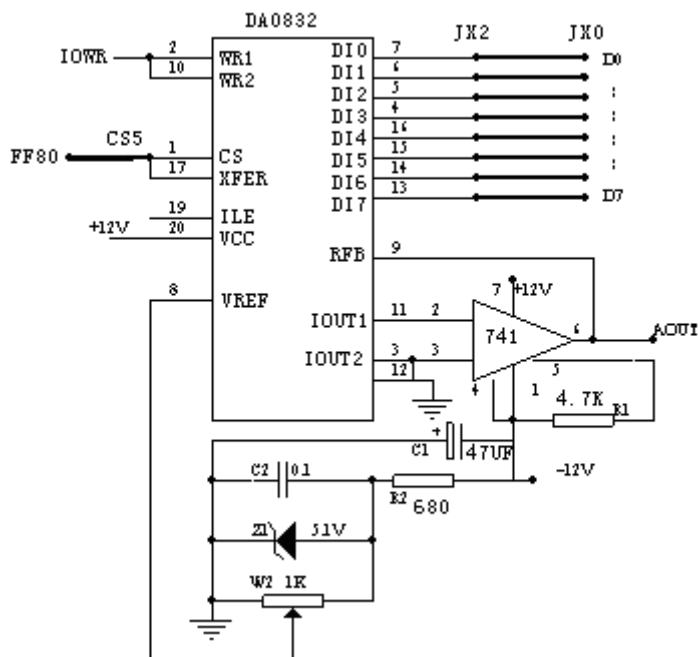 DA0832
JX2 JX0
IOWR 2 WR1 DI0 7 D0
10 WR2 DI1 6
DI2 5 :
DI3 4 :
CS5 DI4 16 :
FF80 1 CS DI5 15 :
17 XFER DI6 14
DI7 13 D7
19 ILE
+12V 20 VCC
RFB 9
7 +12V
8 VREF
IOUT1 11 2
741 6 AOUT
IOUT2 3 3 5
12 4 1 4.7K R1
+
C1 47UF
C2 0.1 -12V
R2 680
Z1 5.1V
W2 1K